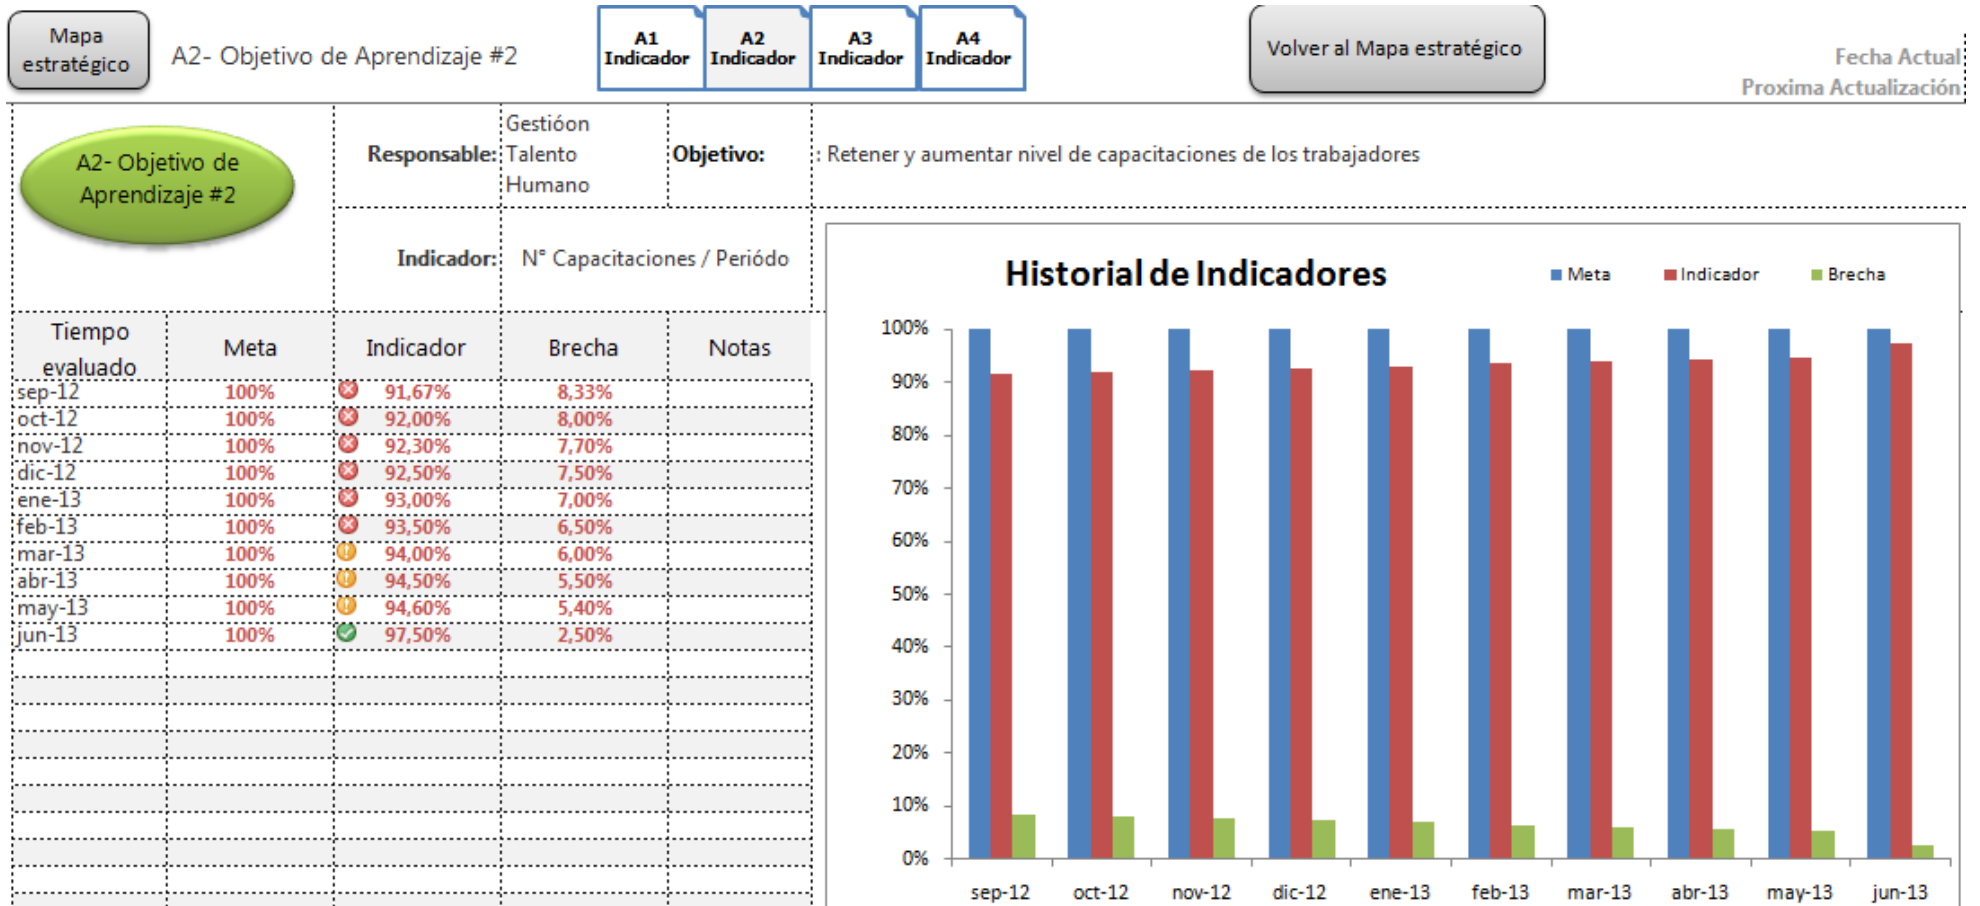 Mapa
estratégico
A2- Objetivo de Aprendizaje #2
A1
Indicador
A2
Indicador
A3
Indicador
A4
Indicador
Volver al Mapa estratégico
Fecha Actual
Proxima Actualización
A2- Objetivo de
Aprendizaje #2
Responsable:
Gestióon
Talento
Humano
Objetivo:
: Retener y aumentar nivel de capacitaciones de los trabajadores
Indicador:
N° Capacitaciones / Periódo
Tiempo
evaluado
Meta
Indicador
Brecha
Notas
sep-12 100% 91,67% 8,33%
oct-12 100% 92,00% 8,00%
nov-12 100% 92,30% 7,70%
dic-12 100% 92,50% 7,50%
ene-13 100% 93,00% 7,00%
feb-13 100% 93,50% 6,50%
mar-13 100% 94,00% 6,00%
abr-13 100% 94,50% 5,50%
may-13 100% 94,60% 5,40%
jun-13 100% 97,50% 2,50%
Historial de Indicadores
Meta
Indicador
Brecha
100%
90%
80%
70%
60%
50%
40%
30%
20%
10%
0%
sep-12 oct-12 nov-12 dic-12 ene-13 feb-13 mar-13 abr-13 may-13 jun-13